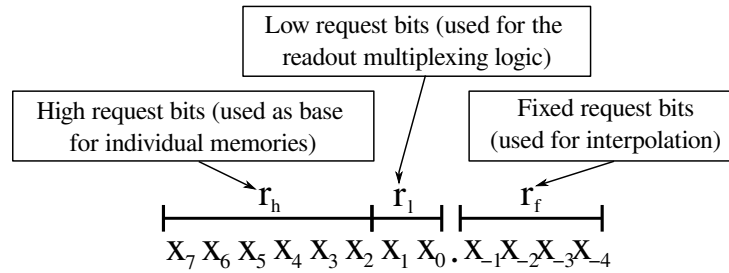 Low request bits (used for the
readout multiplexing logic)
High request bits (used as base
for individual memories)
Fixed request bits
(used for interpolation)
r_h r_l r_f
x_7 x_6 x_5 x_4 x_3 x_2 x_1 x_0 . x_{-1} x_{-2} x_{-3} x_{-4}